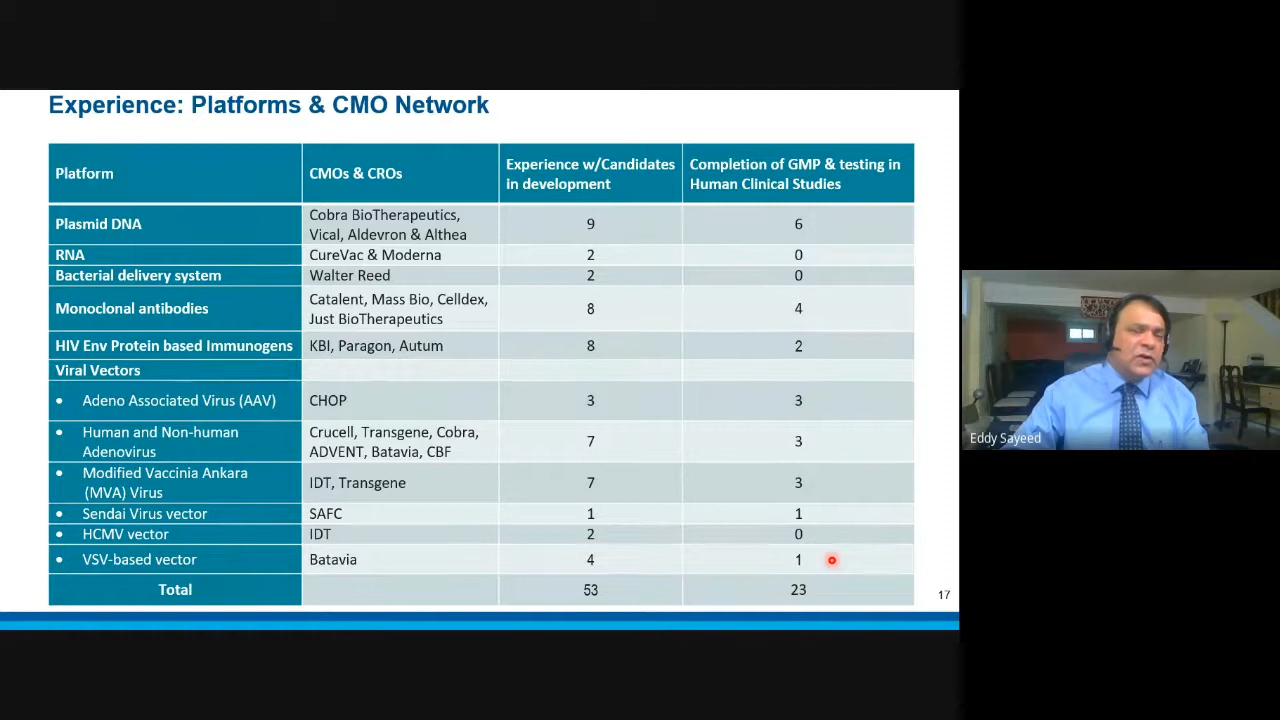 Experience: Platforms & CMO Network
Platform
CMOs & CROs
Experience w/Candidates
in development
Completion of GMP & testing in
Human Clinical Studies
Plasmid DNA
Cobra BioTherapeutics,
Vical, Aldevron & Althea
9
6
RNA
CureVac & Moderna
2
0
Bacterial delivery system
Walter Reed
2
0
Monoclonal antibodies
Catalent, Mass Bio, Celldex,
Just BioTherapeutics
8
4
HIV Env Protein based Immunogens
KBI, Paragon, Autum
8
2
Viral Vectors
• Adeno Associated Virus (AAV)
CHOP
3
3
• Human and Non-human
Adenovirus
Crucell, Transgene, Cobra,
ADVENT, Batavia, CBF
7
3
• Modified Vaccinia Ankara
(MVA) Virus
IDT, Transgene
7
3
• Sendai Virus vector
SAFC
1
1
• HCMV vector
IDT
2
0
• VSV-based vector
Batavia
4
1
Total
53
23
17
Eddy Sayeed